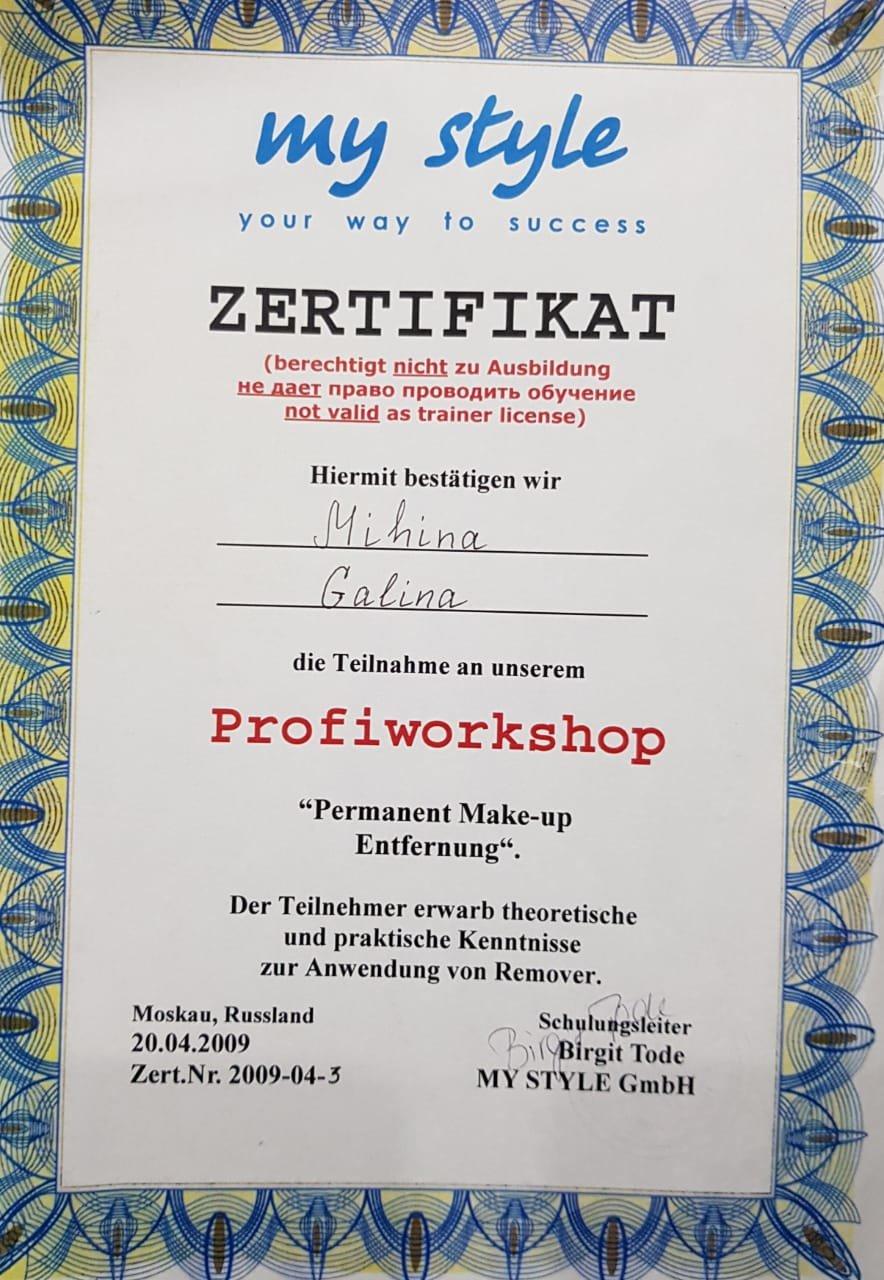 my style
your way to success
ZERTIFIKAT
(berechtigt nicht zu Ausbildung
не дает право проводить обучение
not valid as trainer license)
Hiermit bestätigen wir
Mihina
Galina
die Teilnahme an unserem
Profiworkshop
“Permanent Make-up
Entfernung“.
Der Teilnehmer erwarb theoretische
und praktische Kenntnisse
zur Anwendung von Remover.
Moskau, Russland
20.04.2009
Zert.Nr. 2009-04-3
Tode
Schulungsleiter
Birgit Tode
MY STYLE GmbH